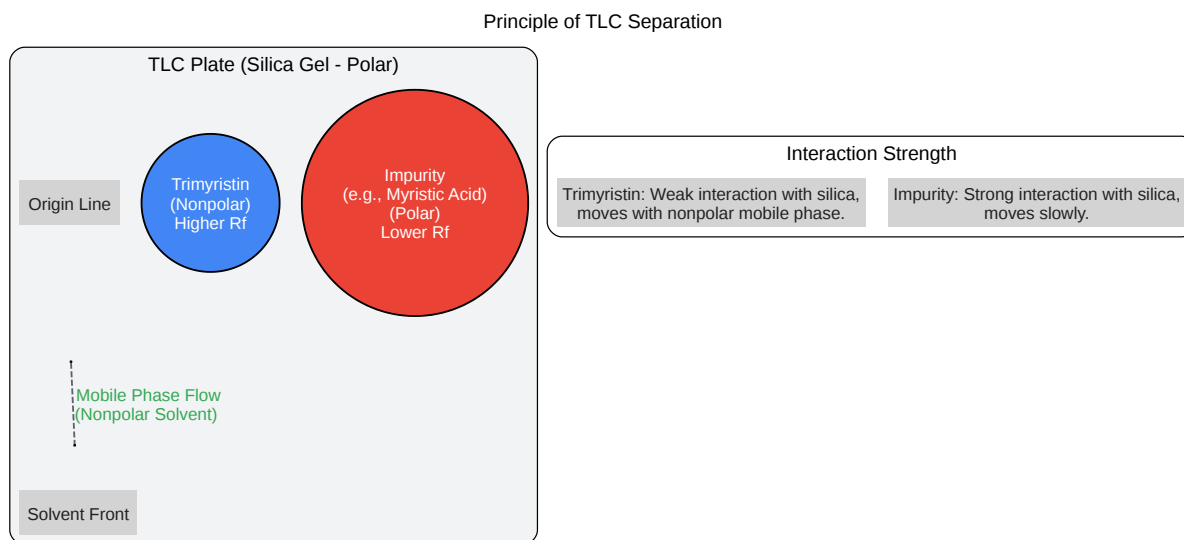 Principle of TLC Separation
TLC Plate (Silica Gel - Polar)
Origin Line
Trimyristin
(Nonpolar)
Higher Rf
Impurity
(e.g., Myristic Acid)
(Polar)
Lower Rf
Interaction Strength
Trimyristin: Weak interaction with silica,
moves with nonpolar mobile phase.
Impurity: Strong interaction with silica,
moves slowly.
Mobile Phase Flow
(Nonpolar Solvent)
Solvent Front